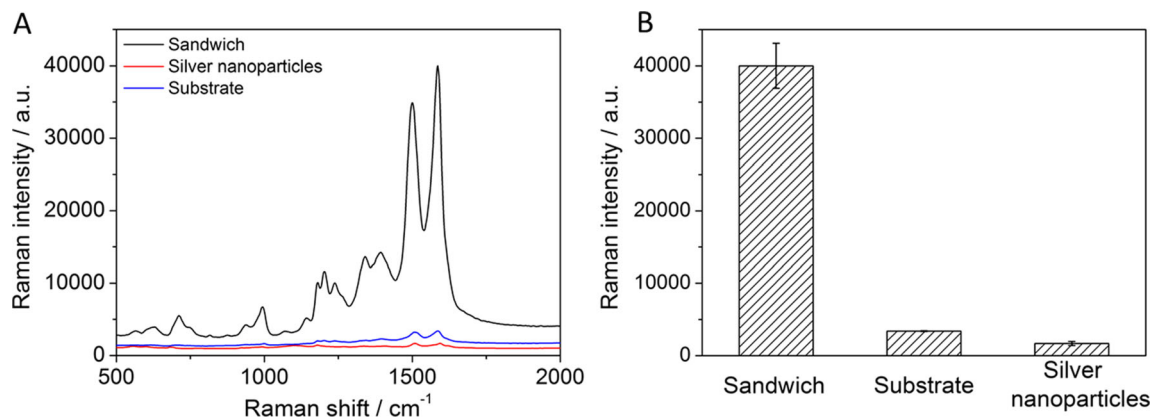 A
Raman intensity / a.u.
40000
30000
20000
10000
0
Sandwich
Silver nanoparticles
Substrate
500
1000
1500
2000
Raman shift / cm⁻¹
B
Raman intensity / a.u.
40000
30000
20000
10000
0
Sandwich
Substrate
Silver
nanoparticles